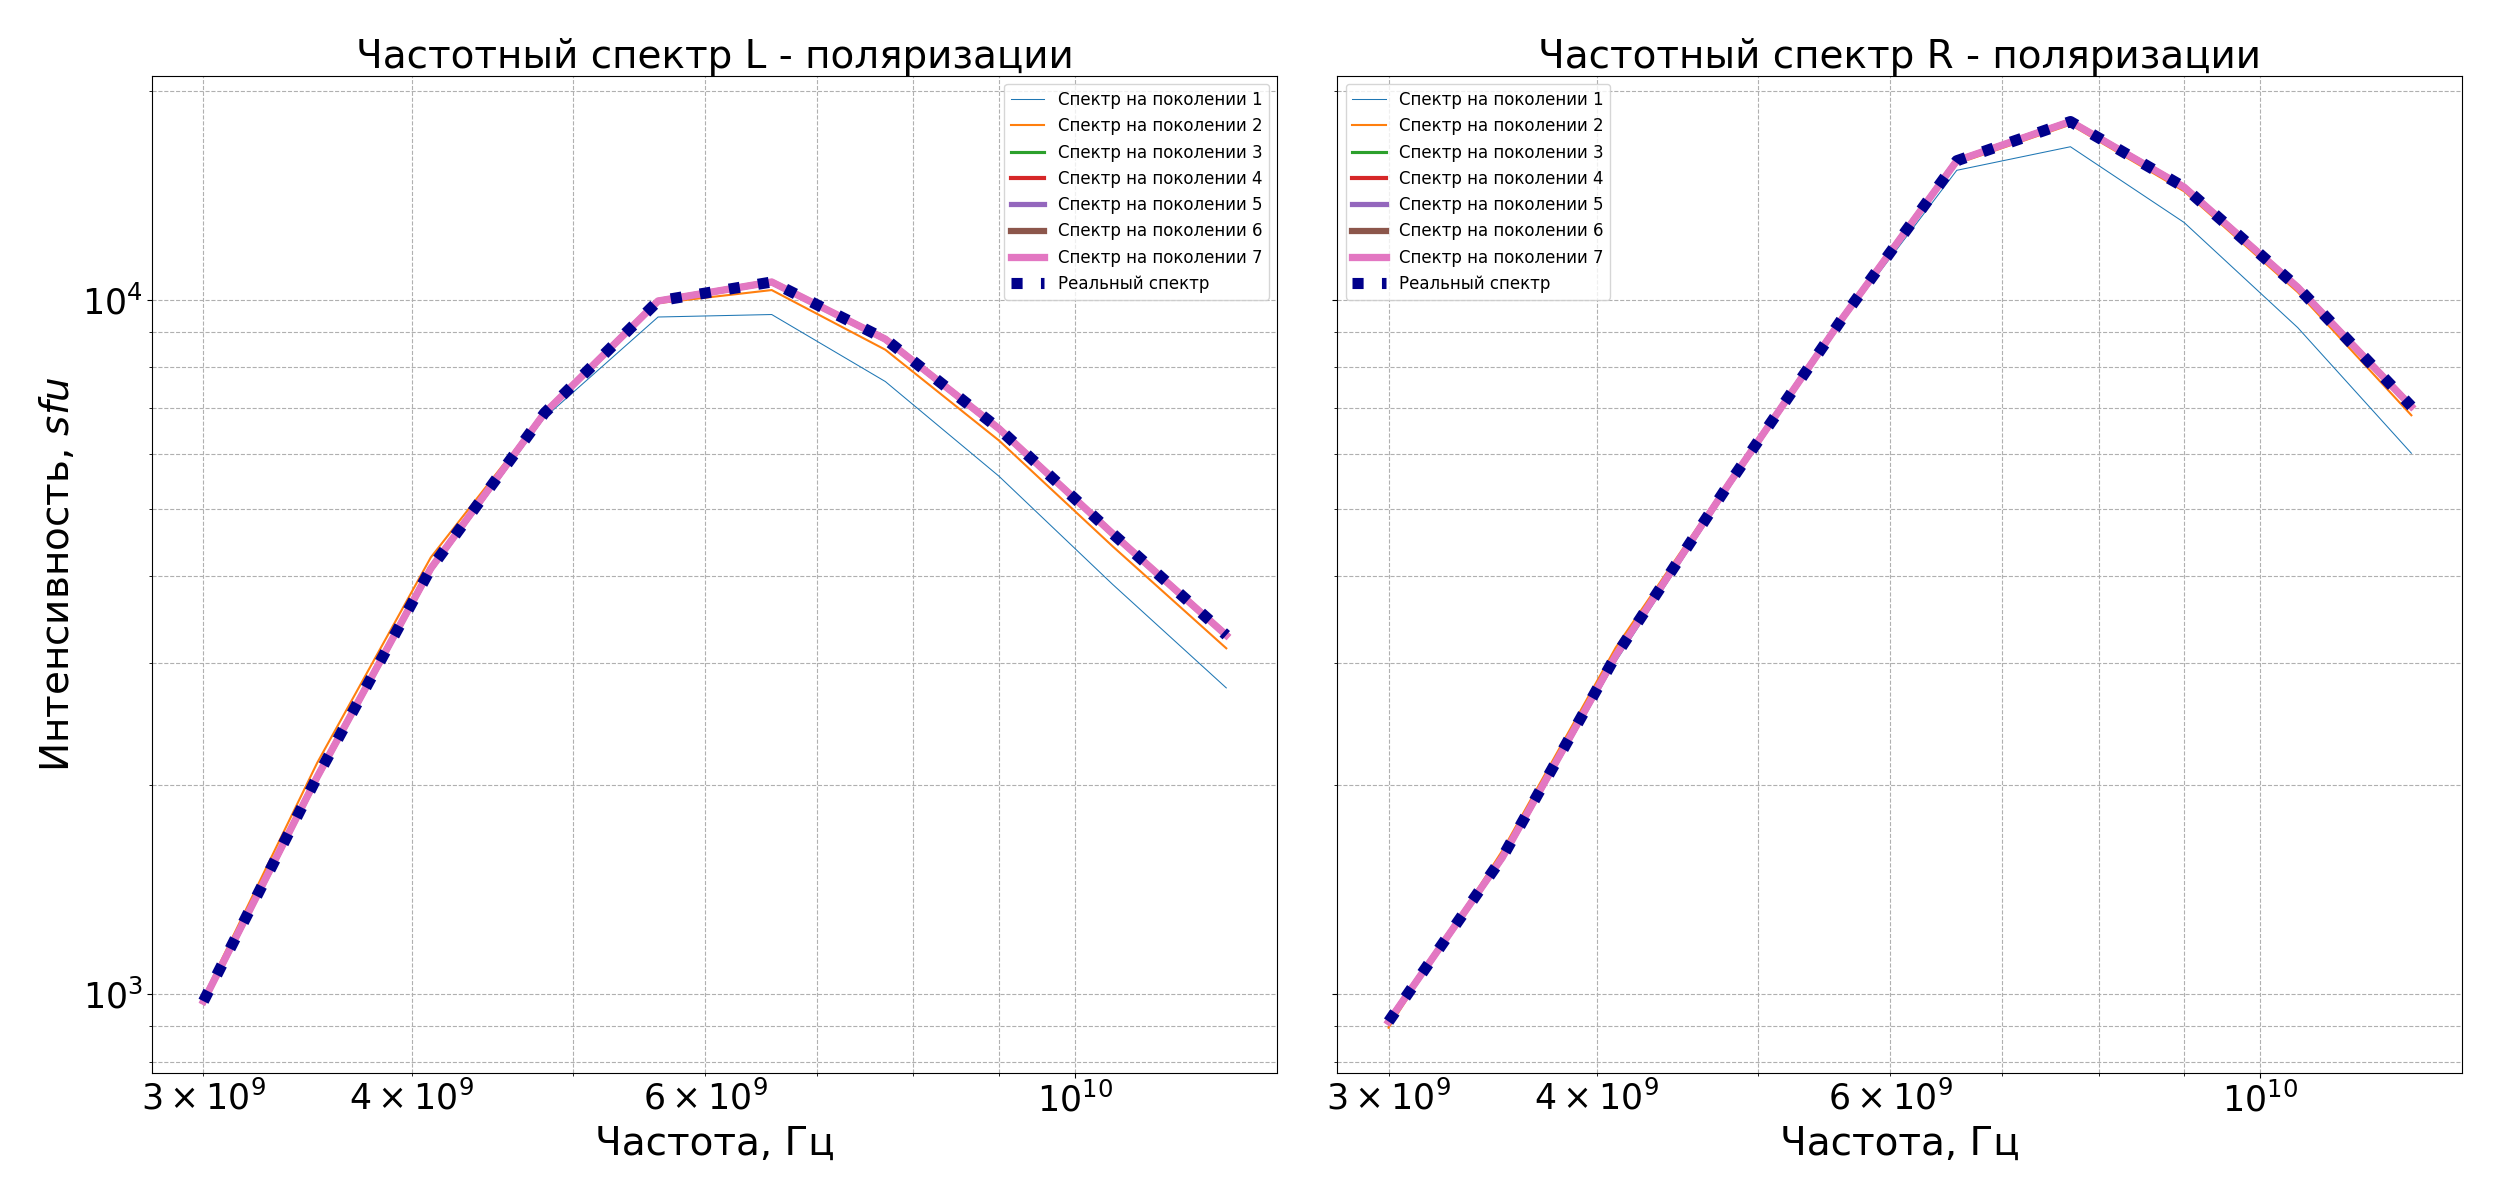 Частотный спектр L - поляризации
Спектр на поколении 1
Спектр на поколении 2
Спектр на поколении 3
Спектр на поколении 4
Спектр на поколении 5
Спектр на поколении 6
Спектр на поколении 7
Реальный спектр
Интенсивность, sfu
10⁴
10³
3 × 10⁹
4 × 10⁹
6 × 10⁹
10¹⁰
Частота, Гц
Частотный спектр R - поляризации
Спектр на поколении 1
Спектр на поколении 2
Спектр на поколении 3
Спектр на поколении 4
Спектр на поколении 5
Спектр на поколении 6
Спектр на поколении 7
Реальный спектр
3 × 10⁹
4 × 10⁹
6 × 10⁹
10¹⁰
Частота, Гц